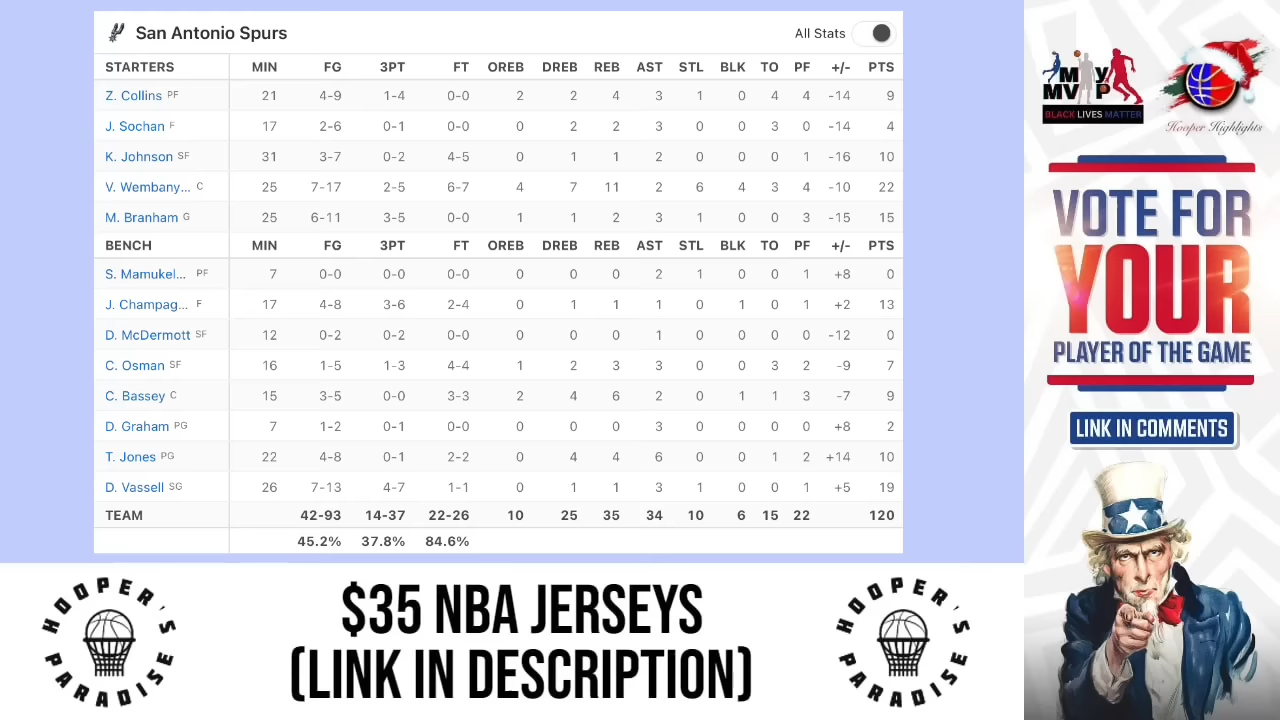 San Antonio Spurs
All Stats
STARTERS MIN FG 3PT FT OREB DREB REB AST STL BLK TO PF +/- PTS
Z. Collins PF 21 4-9 1-4 0-0 2 2 4 3 1 0 4 4 -14 9
J. Sochan F 17 2-6 0-1 0-0 0 2 2 3 0 0 3 0 -14 4
K. Johnson SF 31 3-7 0-2 4-5 0 1 1 2 0 0 0 1 -16 10
V. Wembany... C 25 7-17 2-5 6-7 4 7 11 2 6 4 3 4 -10 22
M. Branham G 25 6-11 3-5 0-0 1 1 2 3 1 0 0 3 -15 15
BENCH MIN FG 3PT FT OREB DREB REB AST STL BLK TO PF +/- PTS
S. Mamukel... PF 7 0-0 0-0 0-0 0 0 0 2 1 0 0 1 +8 0
J. Champag... F 17 4-8 3-6 2-4 0 1 1 1 0 1 0 1 +2 13
D. McDermott SF 12 0-2 0-2 0-0 0 0 0 1 0 0 0 0 -12 0
C. Osman SF 16 1-5 1-3 4-4 1 2 3 3 0 0 3 2 -9 7
C. Bassey C 15 3-5 0-0 3-3 2 4 6 2 0 1 1 3 -7 9
D. Graham PG 7 1-2 0-1 0-0 0 0 0 3 0 0 0 0 +8 2
T. Jones PG 22 4-8 0-1 2-2 0 4 4 6 0 0 1 2 +14 10
D. Vassell SG 26 7-13 4-7 1-1 0 1 1 3 1 0 0 1 +5 19
TEAM 42-93 14-37 22-26 10 25 35 34 10 6 15 22 120
45.2% 37.8% 84.6%
MY MVP
BLACK LIVES MATTER
Hooper Highlights
VOTE FOR
YOUR
PLAYER OF THE GAME
LINK IN COMMENTS
HOOPER'S PARADISE
$35 NBA JERSEYS
(LINK IN DESCRIPTION)
HOOPER'S PARADISE